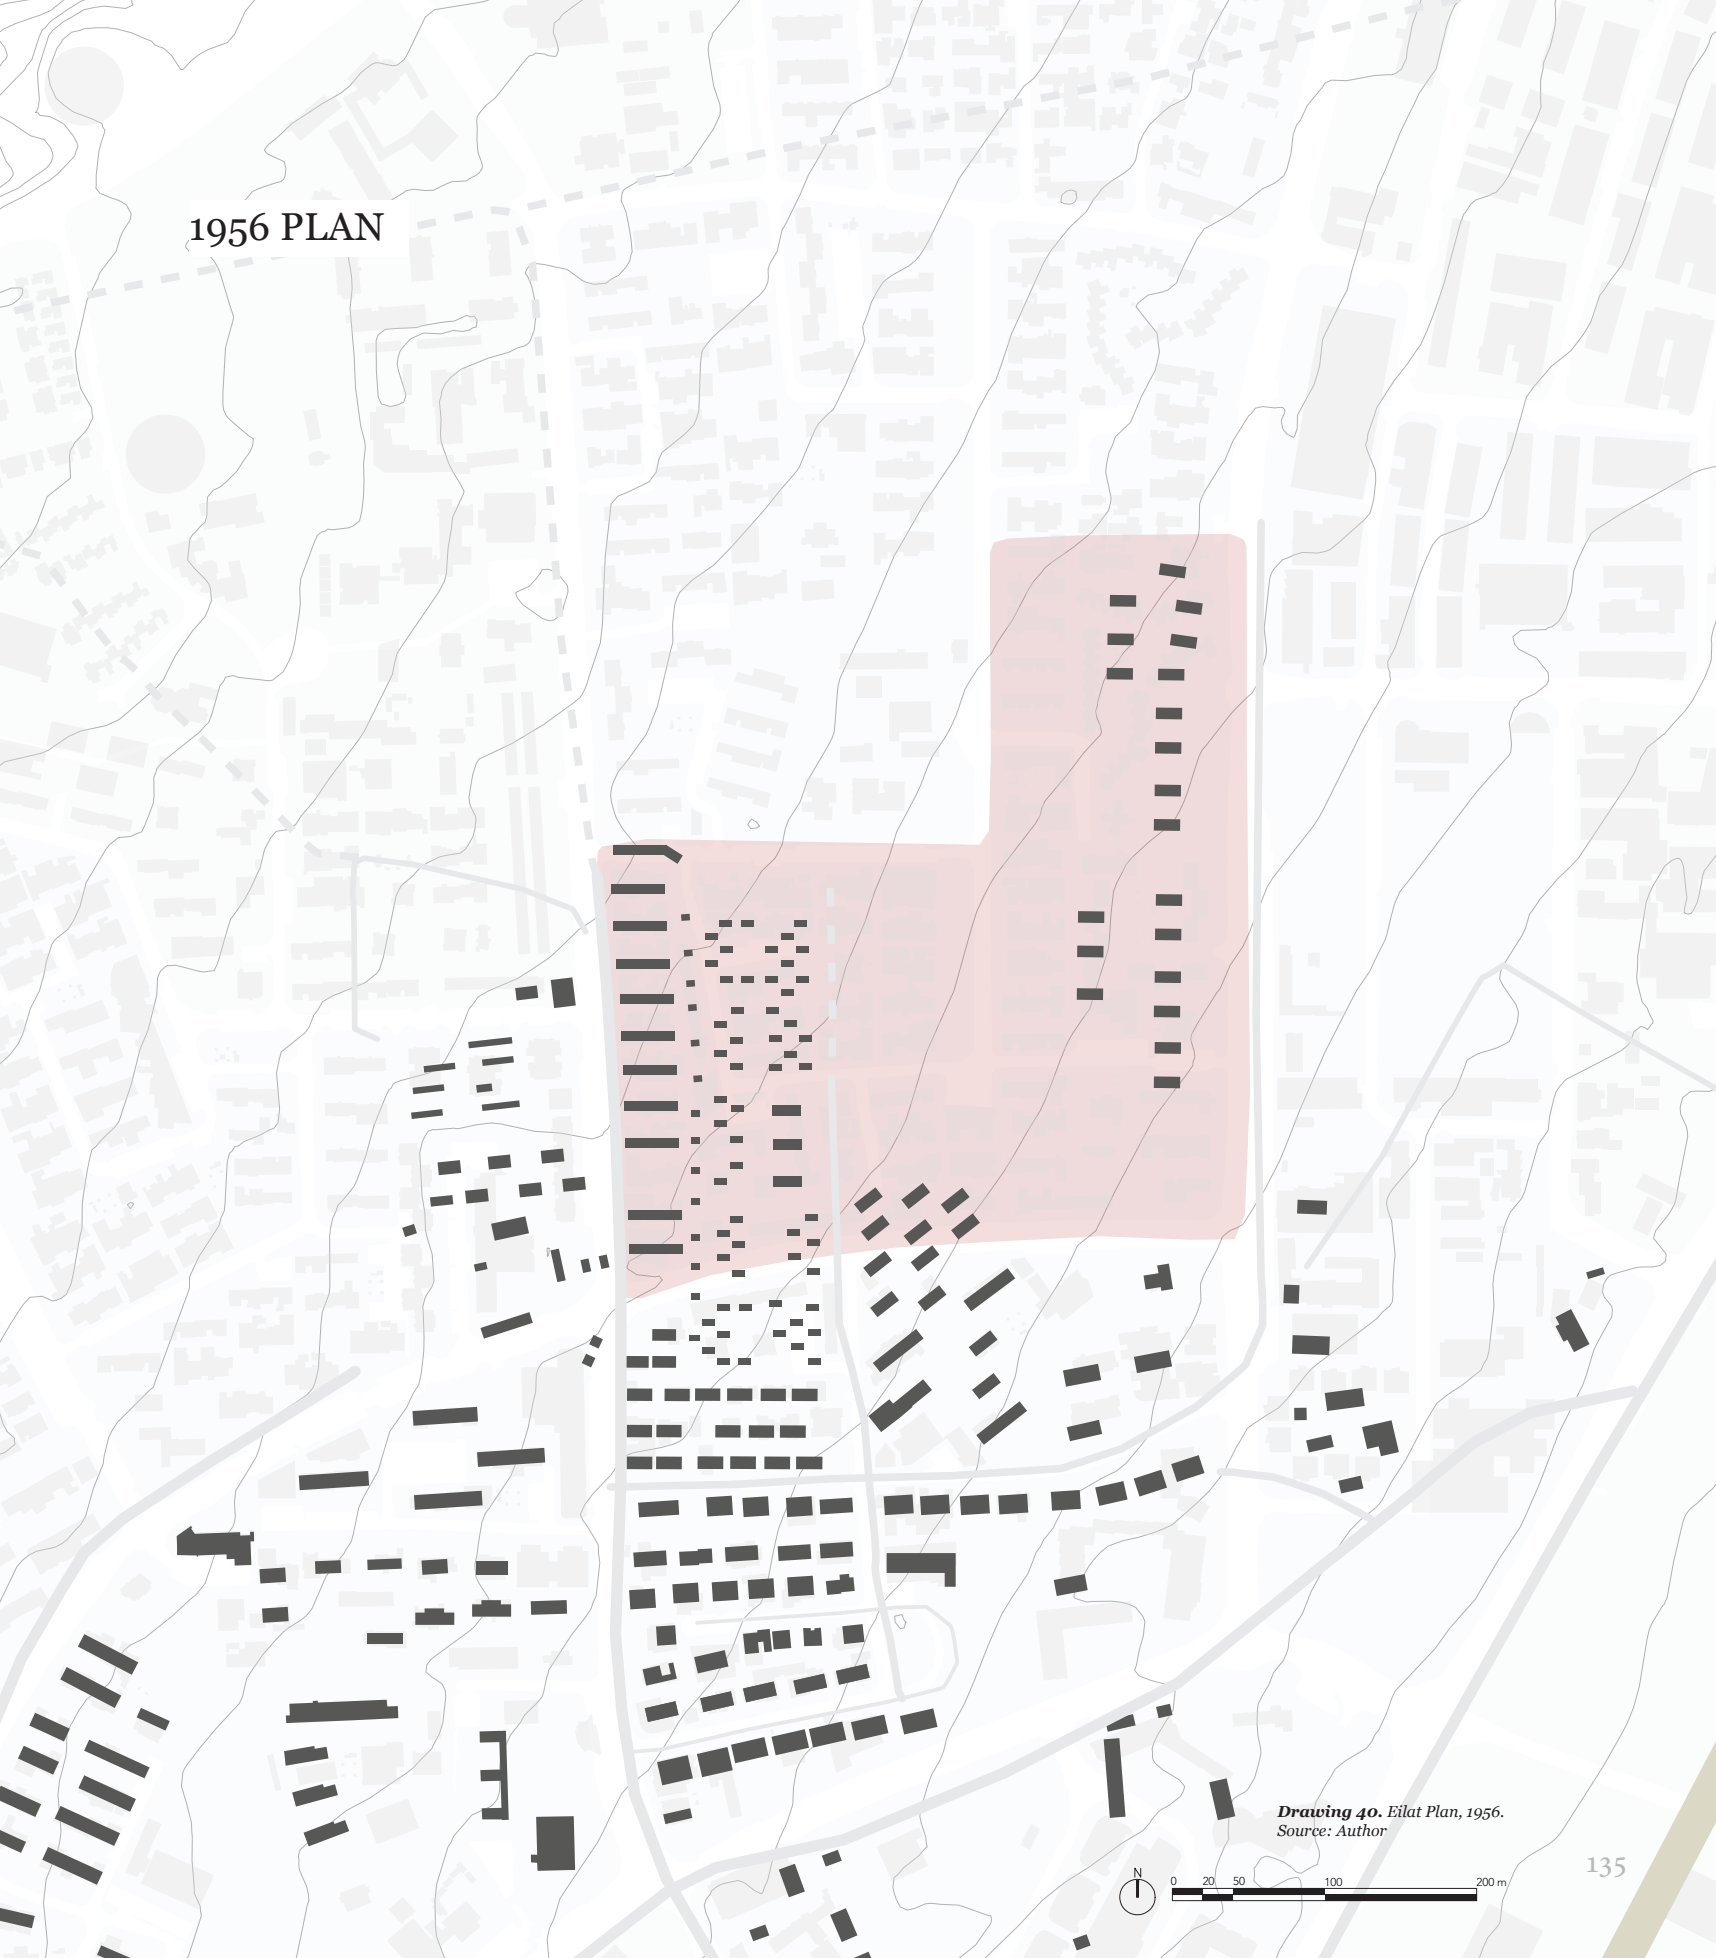 1956 PLAN
Drawing 40. Eilat Plan, 1956.
Source: Author
135
N
0 20 50 100 200 m